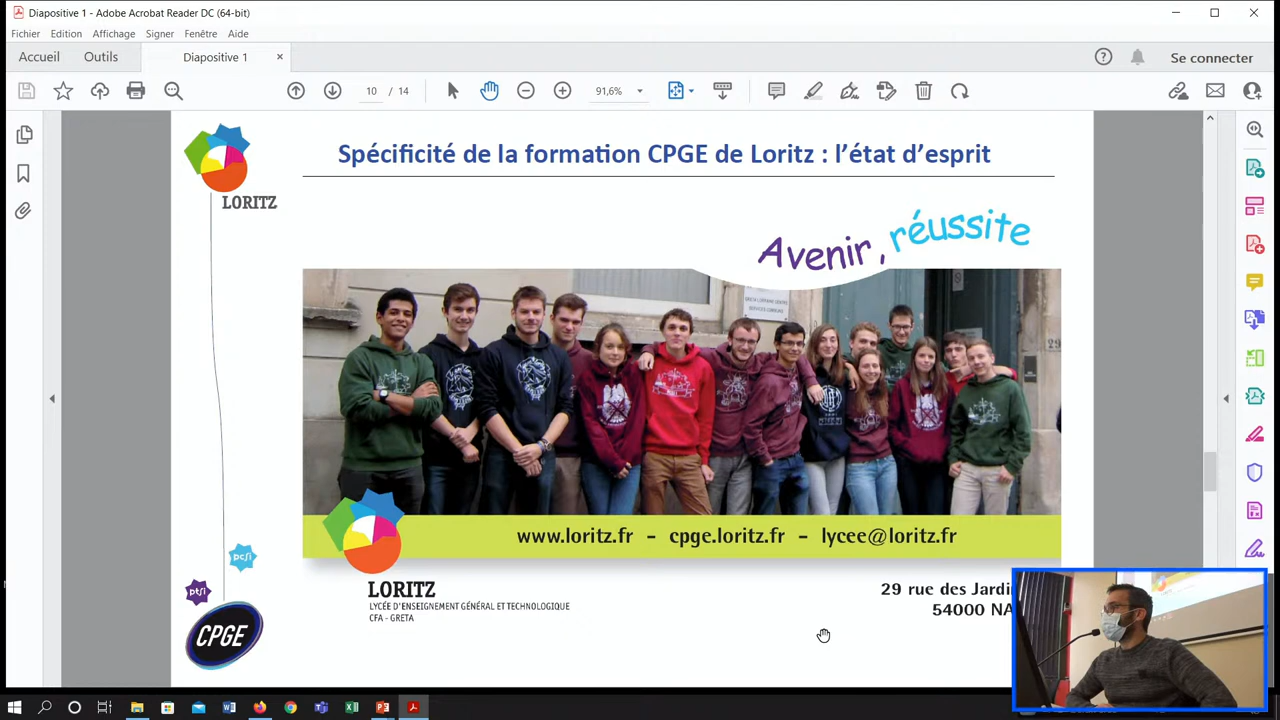 Diapositive 1 - Adobe Acrobat Reader DC (64-bit)
Fichier Edition Affichage Signer Fenêtre Aide
Accueil Outils Diapositive 1 × Se connecter
10 / 14 91,6%
Spécificité de la formation CPGE de Loritz : l'état d'esprit
LORITZ
Avenir, réussite
29
www.loritz.fr - cpge.loritz.fr - lycee@loritz.fr
pcsi
ptsi
CPGE
LORITZ
LYCÉE D'ENSEIGNEMENT GÉNÉRAL ET TECHNOLOGIQUE
CFA - GRETA
29 rue des Jardi
54000 NA